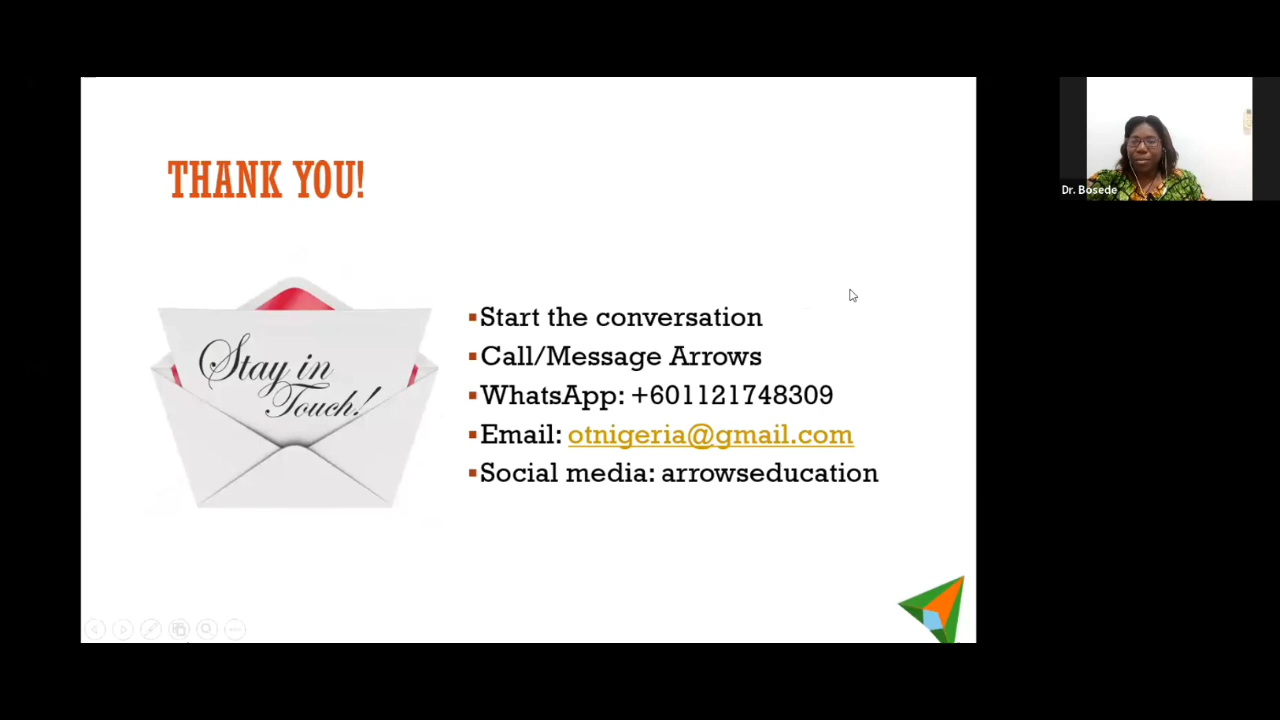 THANK YOU!
Stay in
Touch!
Start the conversation
Call/Message Arrows
WhatsApp: +601121748309
Email: otnigeria@gmail.com
Social media: arrowseducation
Dr. Bosede